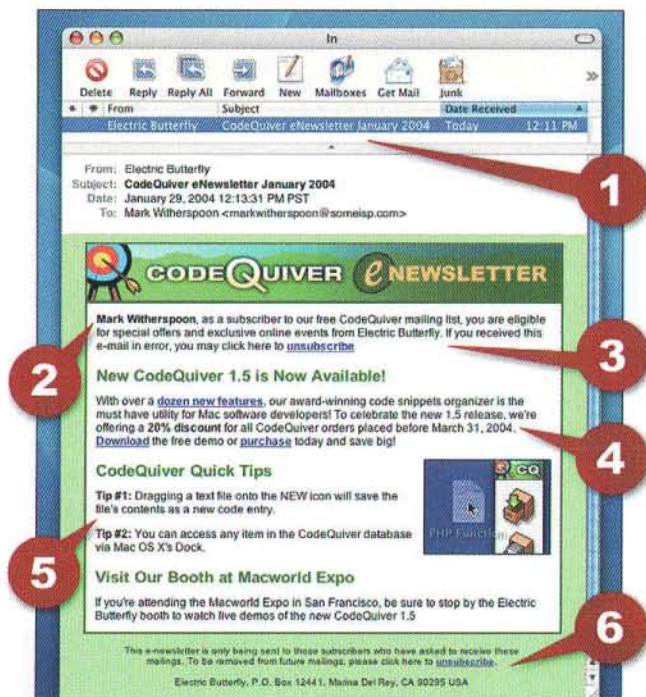 In
Delete Reply Reply All Forward New Mailboxes Get Mail Junk
From Subject Date Received
Electric Butterfly CodeQuiver eNewsletter January 2004 Today 12:11 PM
1
From: Electric Butterfly
Subject: CodeQuiver eNewsletter January 2004
Date: January 29, 2004 12:13:31 PM PST
To: Mark Witherspoon <markwitherspoon@someisp.com>
CODEQUIVER eNEWSLETTER
Mark Witherspoon, as a subscriber to our free CodeQuiver mailing list, you are eligible
for special offers and exclusive online events from Electric Butterfly. If you received this
e-mail in error, you may click here to unsubscribe
2
3
New CodeQuiver 1.5 is Now Available!
With over a dozen new features, our award-winning code snippets organizer is the
must have utility for Mac software developers! To celebrate the new 1.5 release, we're
offering a 20% discount for all CodeQuiver orders placed before March 31, 2004.
Download the free demo or purchase today and save big!
4
CodeQuiver Quick Tips
CQ
Tip #1: Dragging a text file onto the NEW icon will save the
file's contents as a new code entry.
PHP Function
Tip #2: You can access any item in the CodeQuiver database
via Mac OS X's Dock.
5
Visit Our Booth at Macworld Expo
If you're attending the Macworld Expo in San Francisco, be sure to stop by the Electric
Butterfly booth to watch live demos of the new CodeQuiver 1.5
6
This e-newsletter is only being sent to those subscribers who have asked to receive these
mailings. To be removed from future mailings, please click here to unsubscribe.
Electric Butterfly, P.O. Box 12441, Marina Del Rey, CA 90295 USA